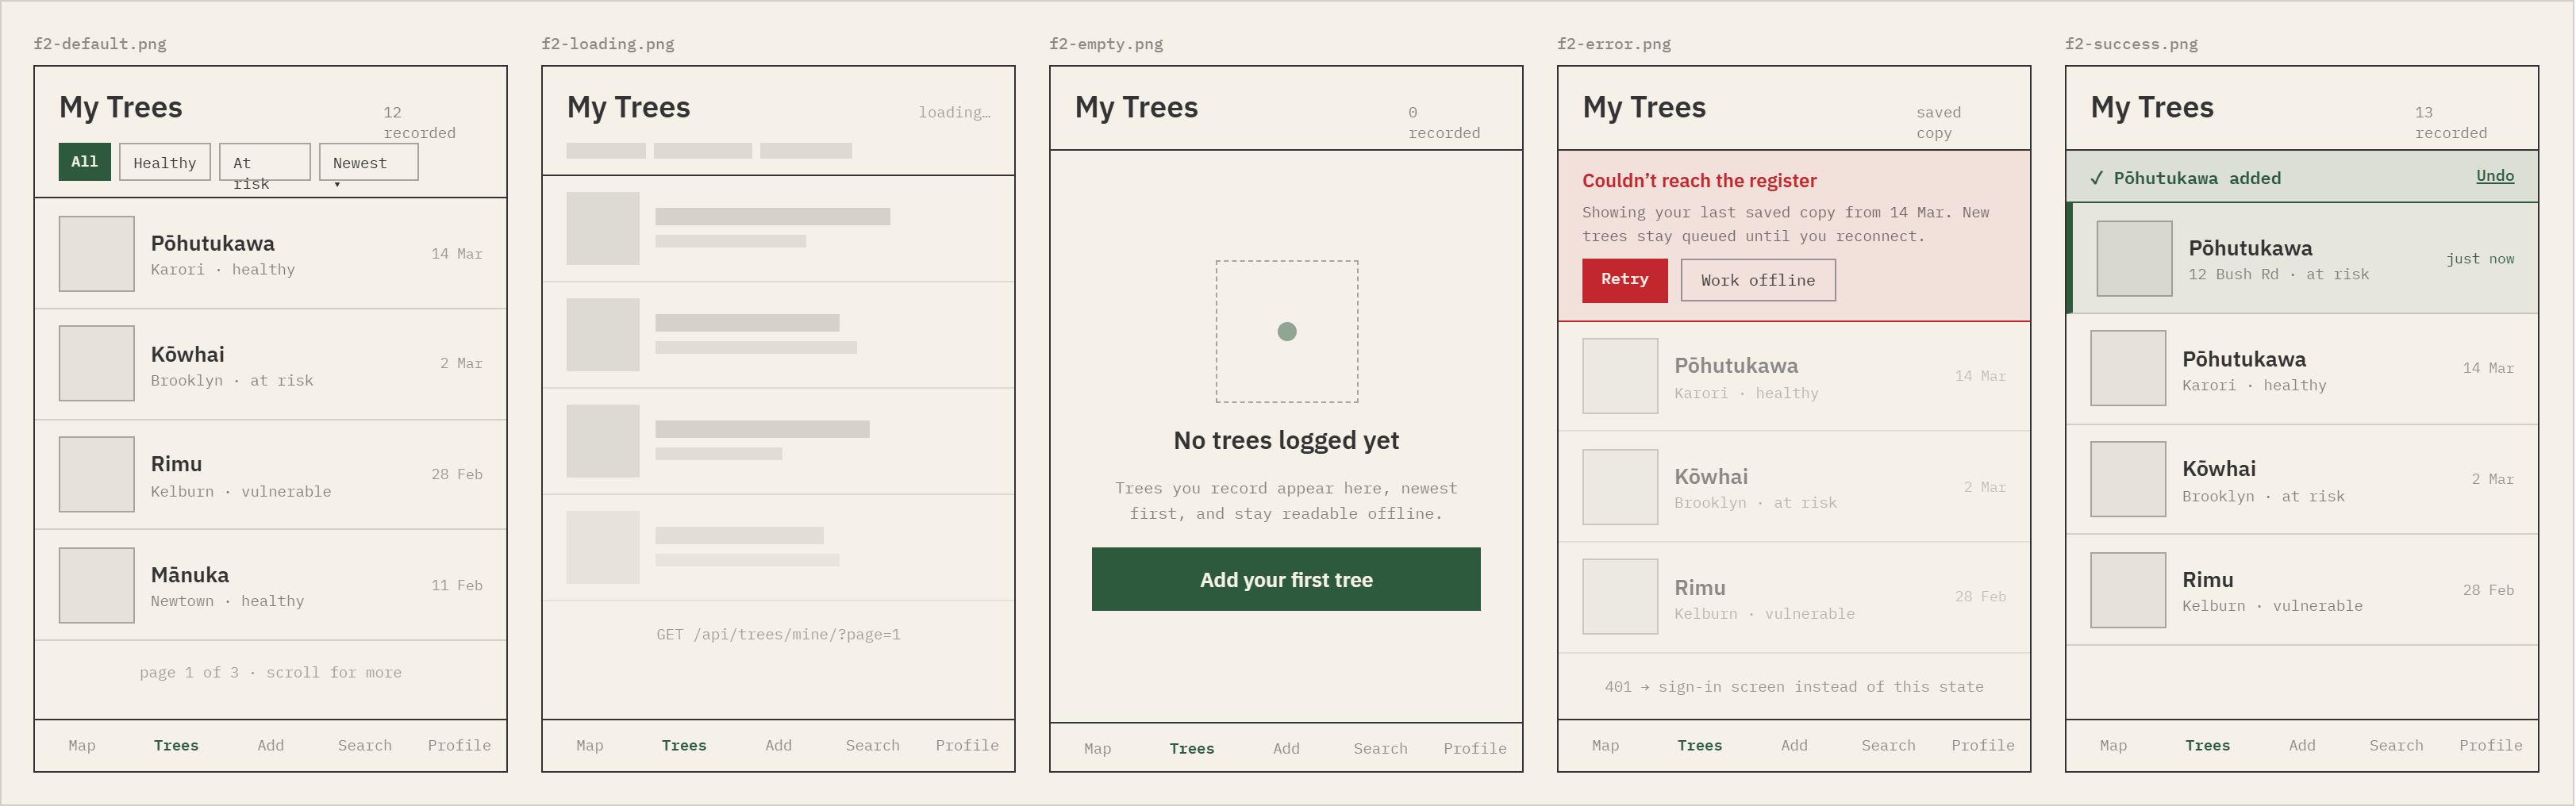 f2-default.png
My Trees
12
recorded
All
Healthy
At
risk
Newest
▾
Pōhutukawa
Karori · healthy
14 Mar
Kōwhai
Brooklyn · at risk
2 Mar
Rimu
Kelburn · vulnerable
28 Feb
Mānuka
Newtown · healthy
11 Feb
page 1 of 3 · scroll for more
Map
Trees
Add
Search
Profile
f2-loading.png
My Trees
loading…
GET /api/trees/mine/?page=1
Map
Trees
Add
Search
Profile
f2-empty.png
My Trees
0
recorded
No trees logged yet
Trees you record appear here, newest
first, and stay readable offline.
Add your first tree
Map
Trees
Add
Search
Profile
f2-error.png
My Trees
saved
copy
Couldn’t reach the register
Showing your last saved copy from 14 Mar. New
trees stay queued until you reconnect.
Retry
Work offline
Pōhutukawa
Karori · healthy
14 Mar
Kōwhai
Brooklyn · at risk
2 Mar
Rimu
Kelburn · vulnerable
28 Feb
401 → sign-in screen instead of this state
Map
Trees
Add
Search
Profile
f2-success.png
My Trees
13
recorded
✓ Pōhutukawa added
Undo
Pōhutukawa
12 Bush Rd · at risk
just now
Pōhutukawa
Karori · healthy
14 Mar
Kōwhai
Brooklyn · at risk
2 Mar
Rimu
Kelburn · vulnerable
28 Feb
Map
Trees
Add
Search
Profile